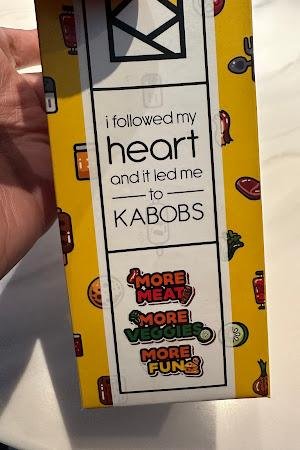 i followed my
heart
and it led me
to
KABOBS
MORE
MEAT
MORE
VEGGIES
MORE
FUN